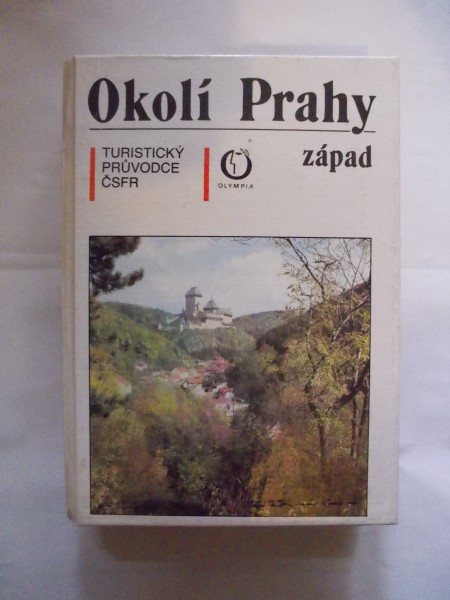 Okolí Prahy
západ
TURISTICKÝ
PRŮVODCE
ČSFR
OLYMPIA